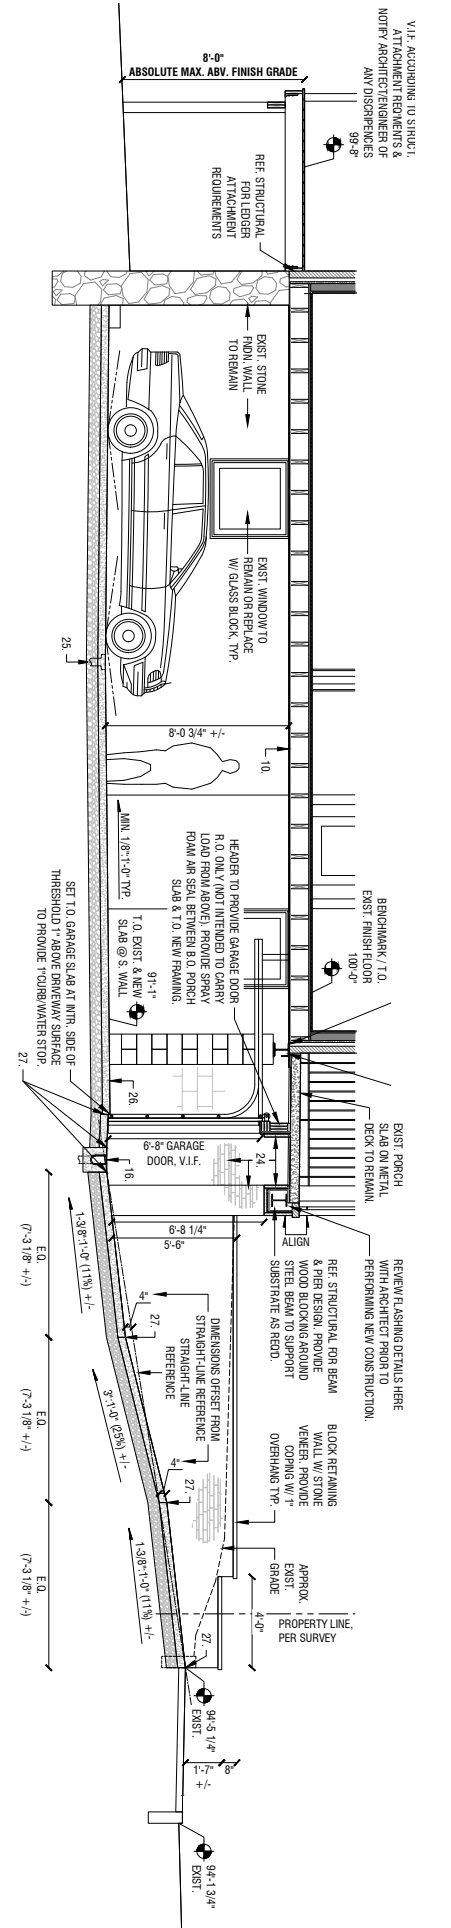 V.I.F. ACCORDING TO STRUCT.
ATTACHMENT REQ'MENTS &
NOTIFY ARCHITECT/ENGINEER OF
ANY DISCRIPENCIES
99'-8"
8'-0"
ABSOLUTE MAX. ABV. FINISH GRADE
REF. STRUCTURAL
FOR LEDGER
ATTACHMENT
REQUIREMENTS
EXIST. STONE
FNDN. WALL
TO REMAIN
EXIST. WINDOW TO
REMAIN OR REPLACE
W/ GLASS BLOCK, TYP.
25.
8'-0 3/4" +/-
10.
MIN. 1/8":1'-0" TYP.
BENCHMARK / T.O.
EXIST. FINISH FLOOR
100'-0"
HEADER TO PROVIDE GARAGE DOOR
R.O. ONLY (NOT INTENDED TO CARRY
LOAD FROM ABOVE). PROVIDE SPRAY
FOAM AIR SEAL BETWEEN B.O. PORCH
SLAB & T.O. NEW FRAMING.
91'-1"
T.O. EXIST. & NEW
SLAB @ S. WALL
SET T.O. GARAGE SLAB AT INTR. SIDE OF
THRESHOLD 1" ABOVE DRIVEWAY SURFACE
TO PROVIDE 1"CURB/WATER STOP.
27.
26.
16.
24.
6'-8" GARAGE
DOOR, V.I.F.
EXIST. PORCH
SLAB ON METAL
DECK TO REMAIN.
REVIEW FLASHING DETAILS HERE
WITH ARCHITECT PRIOR TO
PERFORMING NEW CONSTRUCTION.
ALIGN
REF. STRUCTURAL FOR BEAM
& PIER DESIGN. PROVIDE
WOOD BLOCKING AROUND
STEEL BEAM TO SUPPORT
SUBSTRATE AS REQ'D.
6'-8 1/4"
5'-6"
4"
27.
DIMENSIONS OFFSET FROM
STRAIGHT-LINE REFERENCE
STRAIGHT-LINE
REFERENCE
4"
27.
BLOCK RETAINING
WALL W/ STONE
VENEER. PROVIDE
COPING W/ 1"
OVERHANG TYP.
APPROX.
EXIST.
GRADE
4'-0"
PROPERTY LINE,
PER SURVEY
27.
1-3/8":1'-0" (11%) +/-
3":1'-0" (25%) +/-
1-3/8":1'-0" (11%) +/-
E.Q.
(7'-3 1/8" +/-)
E.Q.
(7'-3 1/8" +/-)
E.Q.
(7'-3 1/8" +/-)
94'-5 1/4"
EXIST.
1'-7"
+/-
8"
94'-1 3/4"
EXIST.